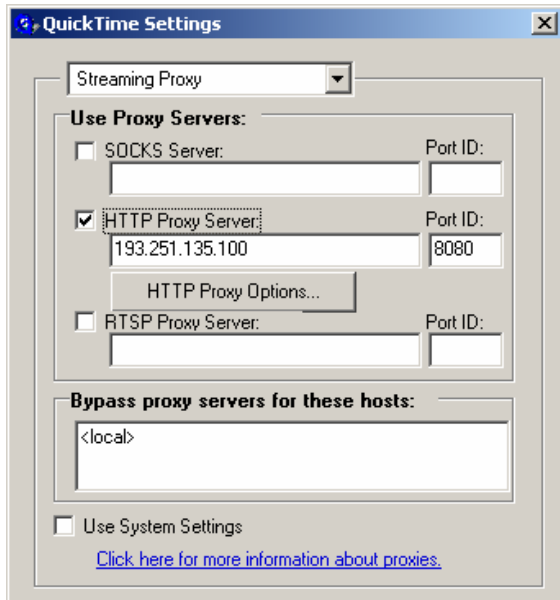 QuickTime Settings
Streaming Proxy
Use Proxy Servers:
SOCKS Server: Port ID:
HTTP Proxy Server: Port ID:
193.251.135.100 8080
HTTP Proxy Options...
RTSP Proxy Server: Port ID:
Bypass proxy servers for these hosts:
<local>
Use System Settings
Click here for more information about proxies.